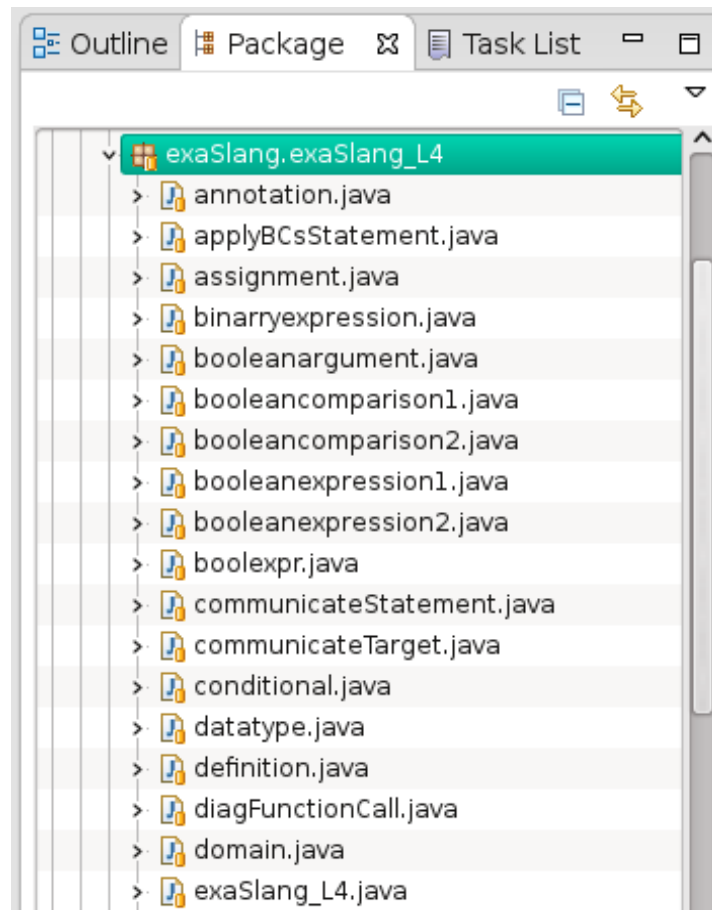 Outline Package Task List
exaSlang.exaSlang_L4
annotation.java
applyBCsStatement.java
assignment.java
binarryexpression.java
booleanargument.java
booleancomparison1.java
booleancomparison2.java
booleanexpression1.java
booleanexpression2.java
boolexpr.java
communicateStatement.java
communicateTarget.java
conditional.java
datatype.java
definition.java
diagFunctionCall.java
domain.java
exaSlang_L4.java